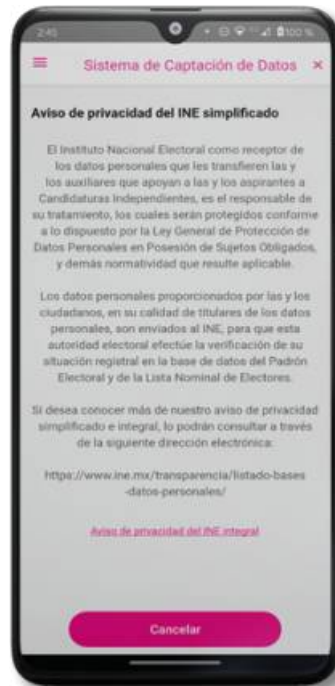 2:45
100 %
Sistema de Captación de Datos ×
Aviso de privacidad del INE simplificado
El Instituto Nacional Electoral como receptor de
los datos personales que les transfieren las y
los auxiliares que apoyan a las y los aspirantes a
Candidaturas Independientes, es el responsable de
su tratamiento, los cuales serán protegidos conforme
a lo dispuesto por la Ley General de Protección de
Datos Personales en Posesión de Sujetos Obligados,
y demás normatividad que resulte aplicable.
Los datos personales proporcionados por las y los
ciudadanos, en su calidad de titulares de los datos
personales, son enviados al INE, para que esta
autoridad electoral efectúe la verificación de su
situación registral en la base de datos del Padrón
Electoral y de la Lista Nominal de Electores.
Si desea conocer más de nuestro aviso de privacidad
simplificado e integral, lo podrán consultar a través
de la siguiente dirección electrónica:
https://www.ine.mx/transparencia/listado-bases
-datos-personales/
Aviso de privacidad del INE integral
Cancelar